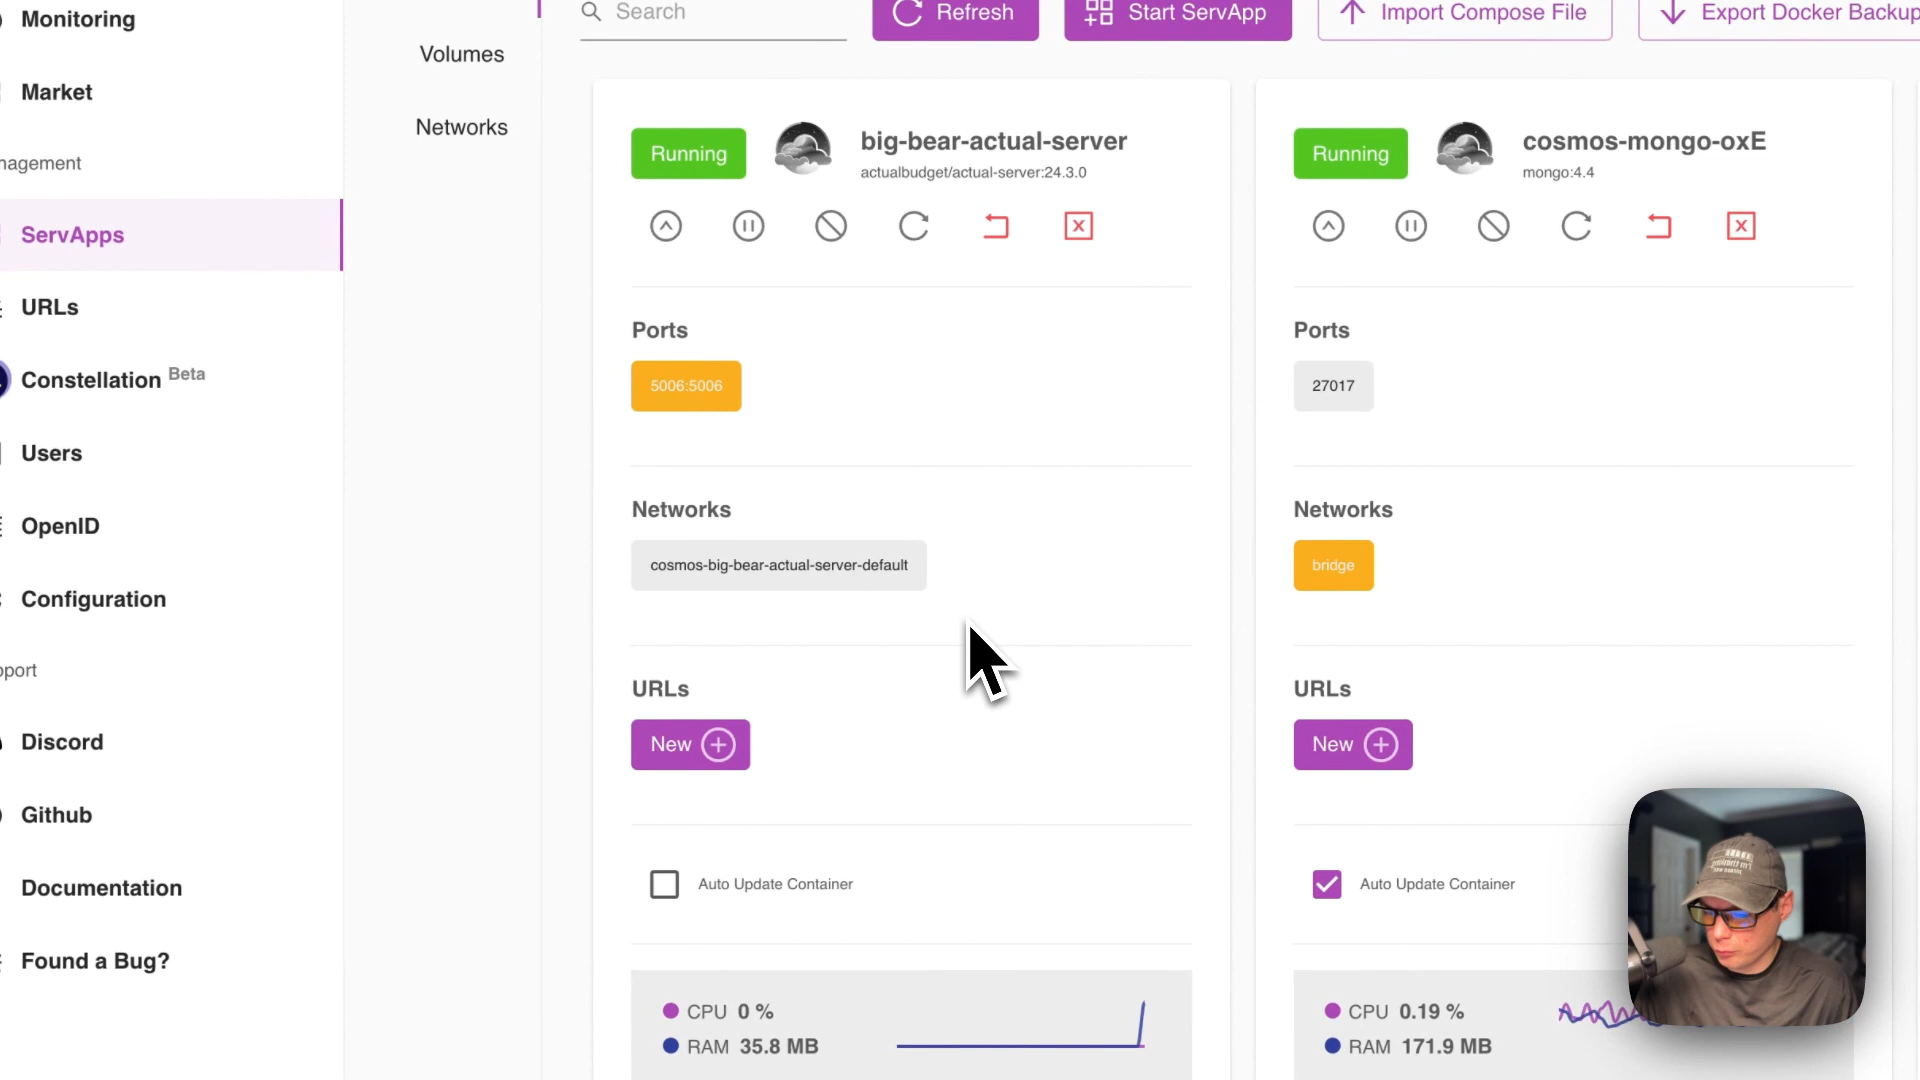 Monitoring
Market
nagement
ServApps
URLs
Constellation Beta
Users
OpenID
Configuration
pport
Discord
Github
Documentation
Found a Bug?
Volumes
Networks
Search
Refresh
Start ServApp
Import Compose File
Export Docker Backup
Running
big-bear-actual-server
actualbudget/actual-server:24.3.0
Ports
5006:5006
Networks
cosmos-big-bear-actual-server-default
URLs
New
Auto Update Container
CPU 0 %
RAM 35.8 MB
Running
cosmos-mongo-oxE
mongo:4.4
Ports
27017
Networks
bridge
URLs
New
Auto Update Container
CPU 0.19 %
RAM 171.9 MB